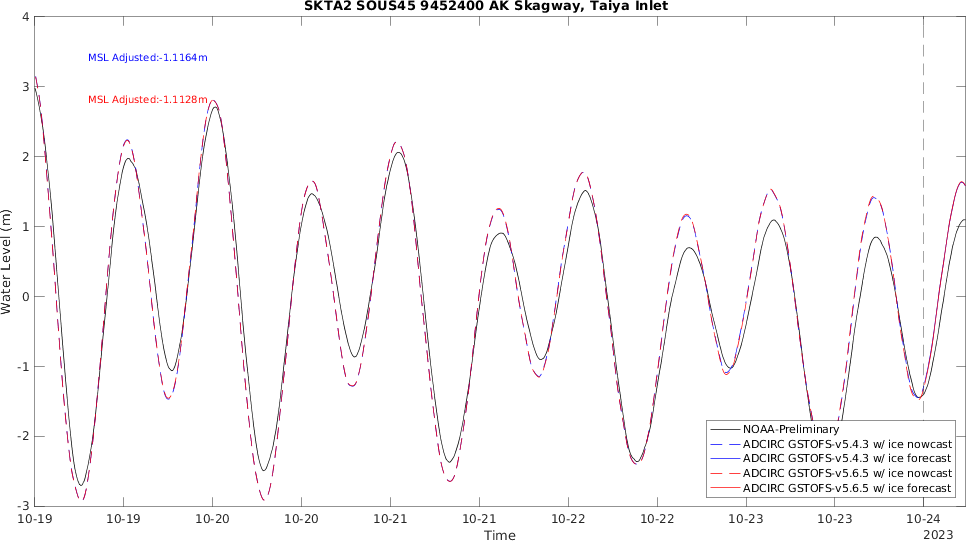 SKTA2 SOUS45 9452400 AK Skagway, Taiya Inlet
4
3
2
1
0
-1
-2
-3
Water Level (m)
MSL Adjusted:-1.1164m
MSL Adjusted:-1.1128m
NOAA-Preliminary
ADCIRC GSTOFS-v5.4.3 w/ ice nowcast
ADCIRC GSTOFS-v5.4.3 w/ ice forecast
ADCIRC GSTOFS-v5.6.5 w/ ice nowcast
ADCIRC GSTOFS-v5.6.5 w/ ice forecast
10-19 10-19 10-20 10-20 10-21 10-21 10-22 10-22 10-23 10-23 10-24
Time
2023